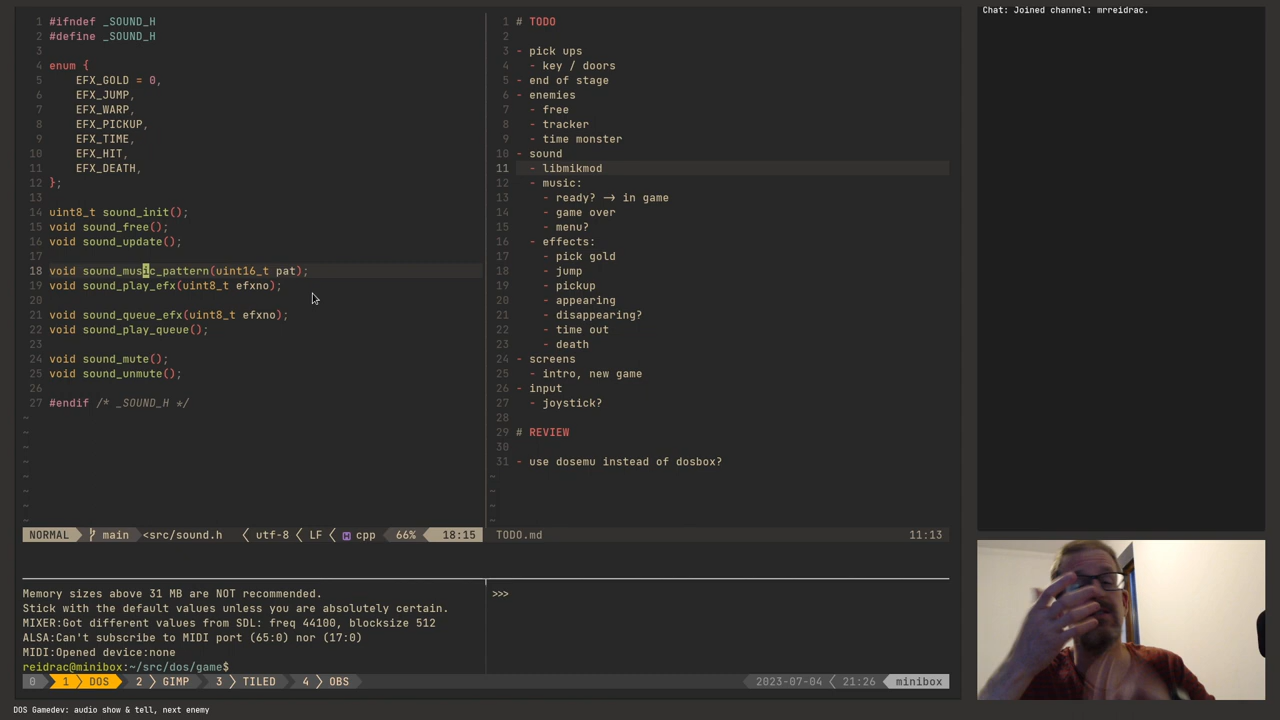 Chat: Joined channel: mrreidrac.
1 #ifndef _SOUND_H
2 #define _SOUND_H
3
4 enum {
5     EFX_GOLD = 0,
6     EFX_JUMP,
7     EFX_WARP,
8     EFX_PICKUP,
9     EFX_TIME,
10     EFX_HIT,
11     EFX_DEATH,
12 };
13
14 uint8_t sound_init();
15 void sound_free();
16 void sound_update();
17
18 void sound_music_pattern(uint16_t pat);
19 void sound_play_efx(uint8_t efxno);
20
21 void sound_queue_efx(uint8_t efxno);
22 void sound_play_queue();
23
24 void sound_mute();
25 void sound_unmute();
26
27 #endif /* _SOUND_H */
~
~
~
~
~
~
~
~
NORMAL main <src/sound.h utf-8 < LF < cpp 66% 18:15
1 # TODO
2
3 - pick ups
4   - key / doors
5 - end of stage
6 - enemies
7   - free
8   - tracker
9   - time monster
10 - sound
11   - libmikmod
12   - music:
13     - ready? -> in game
14     - game over
15     - menu?
16   - effects:
17     - pick gold
18     - jump
19     - pickup
20     - appearing
21     - disappearing?
22     - time out
23     - death
24 - screens
25   - intro, new game
26 - input
27   - joystick?
28
29 # REVIEW
30
31 - use dosemu instead of dosbox?
~
~
~
~
TODO.md 11:13
Memory sizes above 31 MB are NOT recommended.
Stick with the default values unless you are absolutely certain.
MIXER:Got different values from SDL: freq 44100, blocksize 512
ALSA:Can't subscribe to MIDI port (65:0) nor (17:0)
MIDI:Opened device:none
reidrac@minibox:~/src/dos/game$
>>>
0 1 DOS 2 GIMP 3 TILED 4 OBS 2023-07-04 21:26 minibox
DOS Gamedev: audio show & tell, next enemy